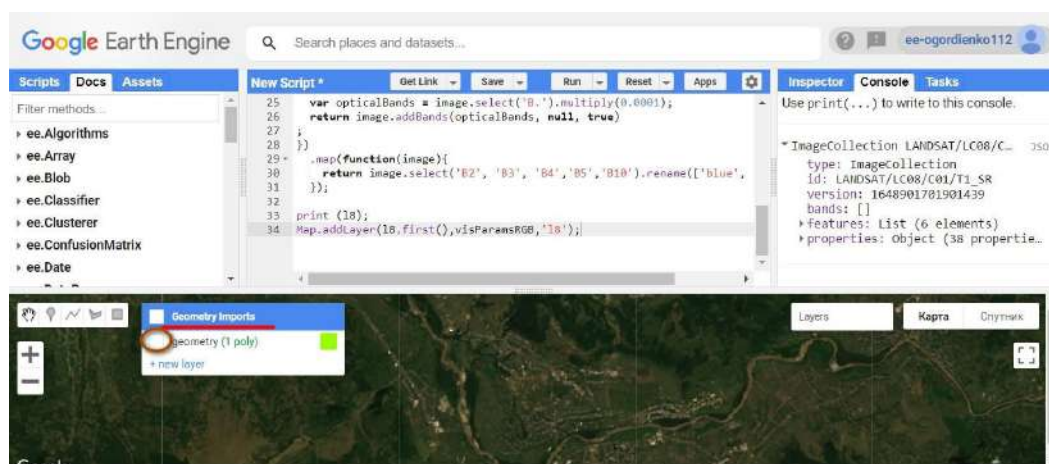 Google Earth Engine
Search places and datasets...
ee-ogordienko112
Scripts Docs Assets
Filter methods...
ee.Algorithms
ee.Array
ee.Blob
ee.Classifier
ee.Clusterer
ee.ConfusionMatrix
ee.Date
New Script *
Get Link Save Run Reset Apps
25 var opticalBands = image.select('B.').multiply(0.0001);
26 return image.addBands(opticalBands, null, true)
27 ;
28 })
29 .map(function(image){
30 return image.select('B2', 'B3', 'B4','B5','B10').rename(['blue',
31 });
32
33 print (l8);
34 Map.addLayer(l8.first(),visParamsRGB,'l8');
Inspector Console Tasks
Use print(...) to write to this console.
ImageCollection LANDSAT/LC08/C…
type: ImageCollection
id: LANDSAT/LC08/C01/T1_SR
version: 1648901701901439
bands: []
features: List (6 elements)
properties: Object (38 propertie…
Geometry Imports
geometry (1 poly)
+ new layer
Layers
Карта Спутник